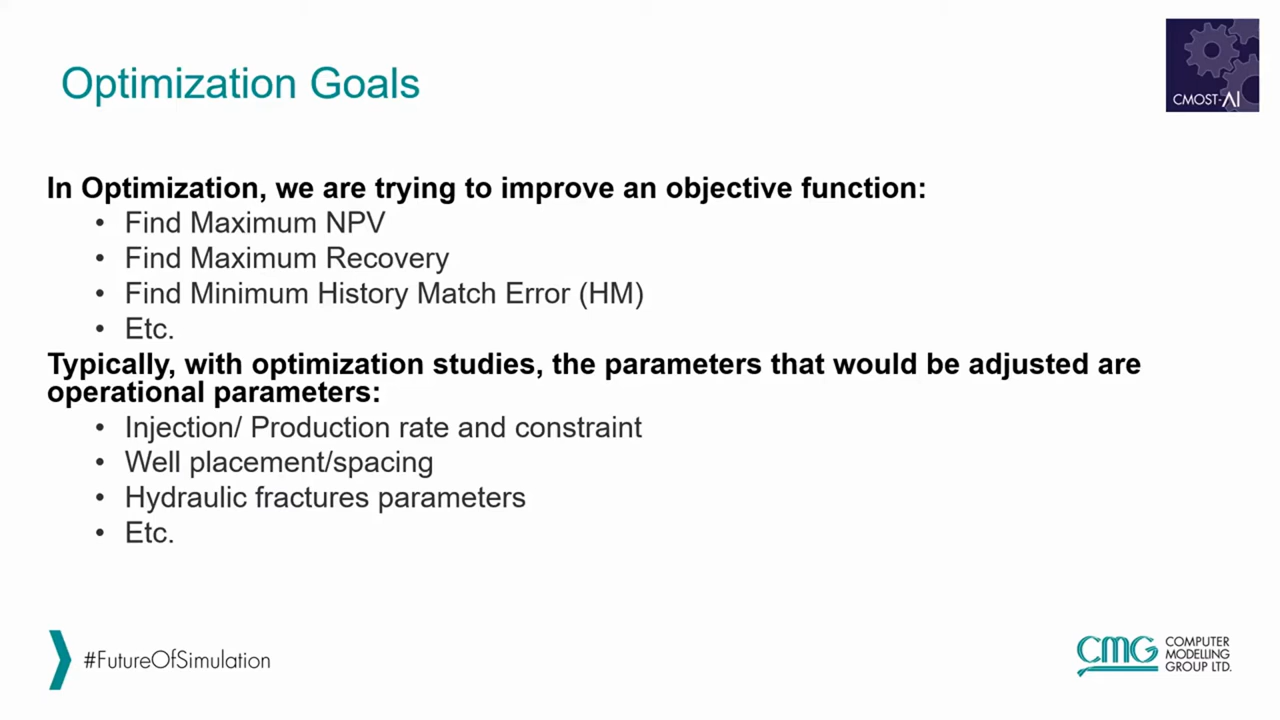 Optimization Goals
CMOST-AI
In Optimization, we are trying to improve an objective function:
• Find Maximum NPV
• Find Maximum Recovery
• Find Minimum History Match Error (HM)
• Etc.
Typically, with optimization studies, the parameters that would be adjusted are
operational parameters:
• Injection/ Production rate and constraint
• Well placement/spacing
• Hydraulic fractures parameters
• Etc.
#FutureOfSimulation
CMG
COMPUTER
MODELLING
GROUP LTD.